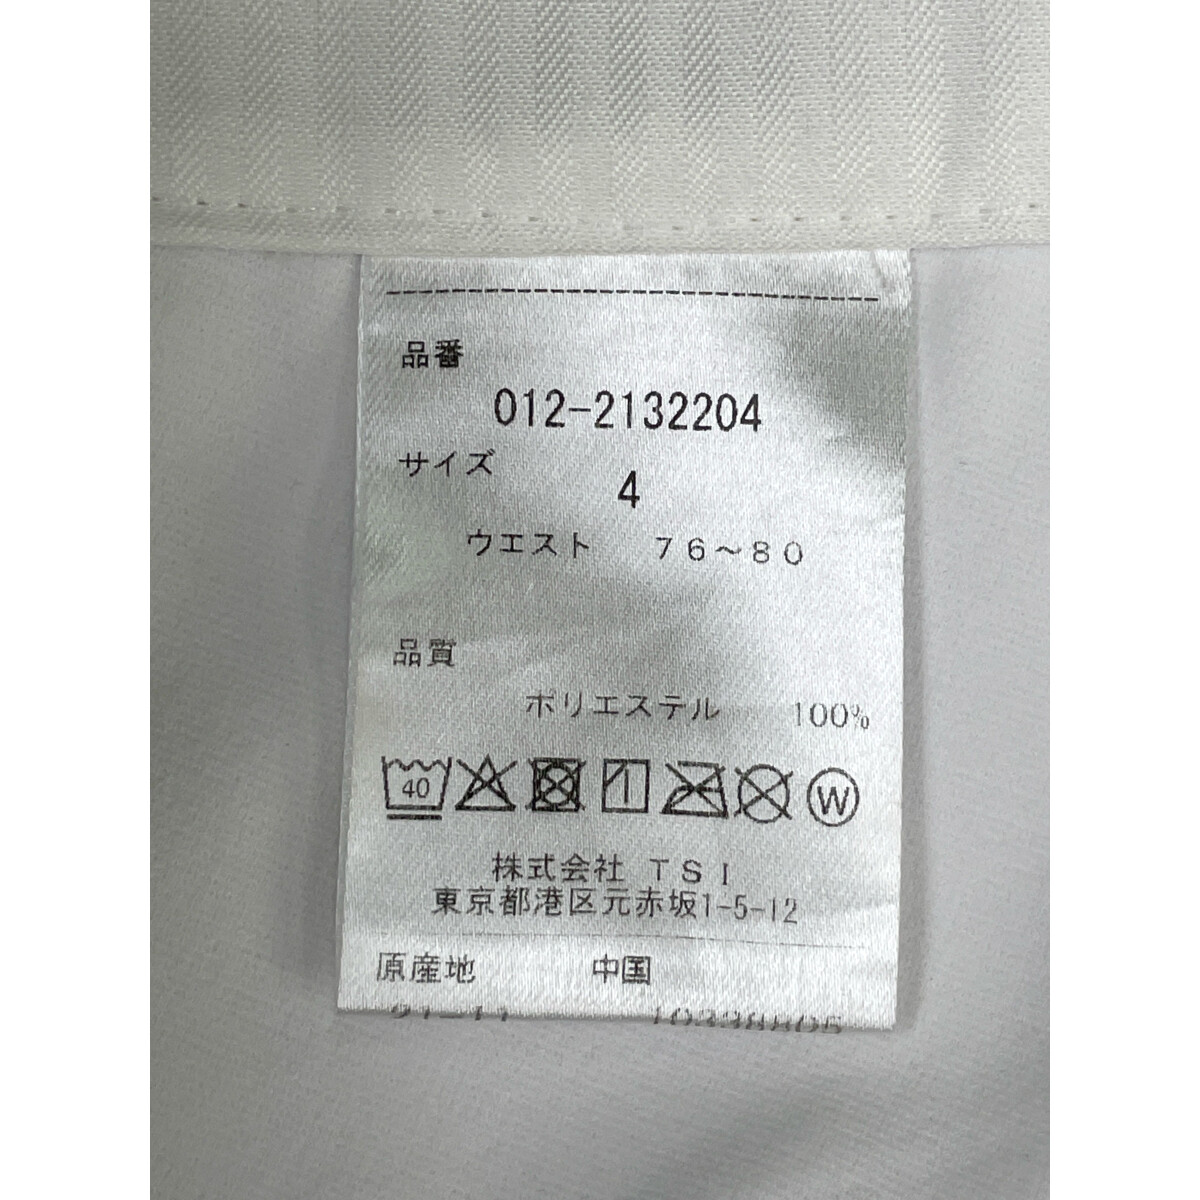 品番
012-2132204
サイズ
4
ウエスト 76~80
品質
ポリエステル 100%
40 W
株式会社 TSI
東京都港区元赤坂1-5-12
原産地 中国